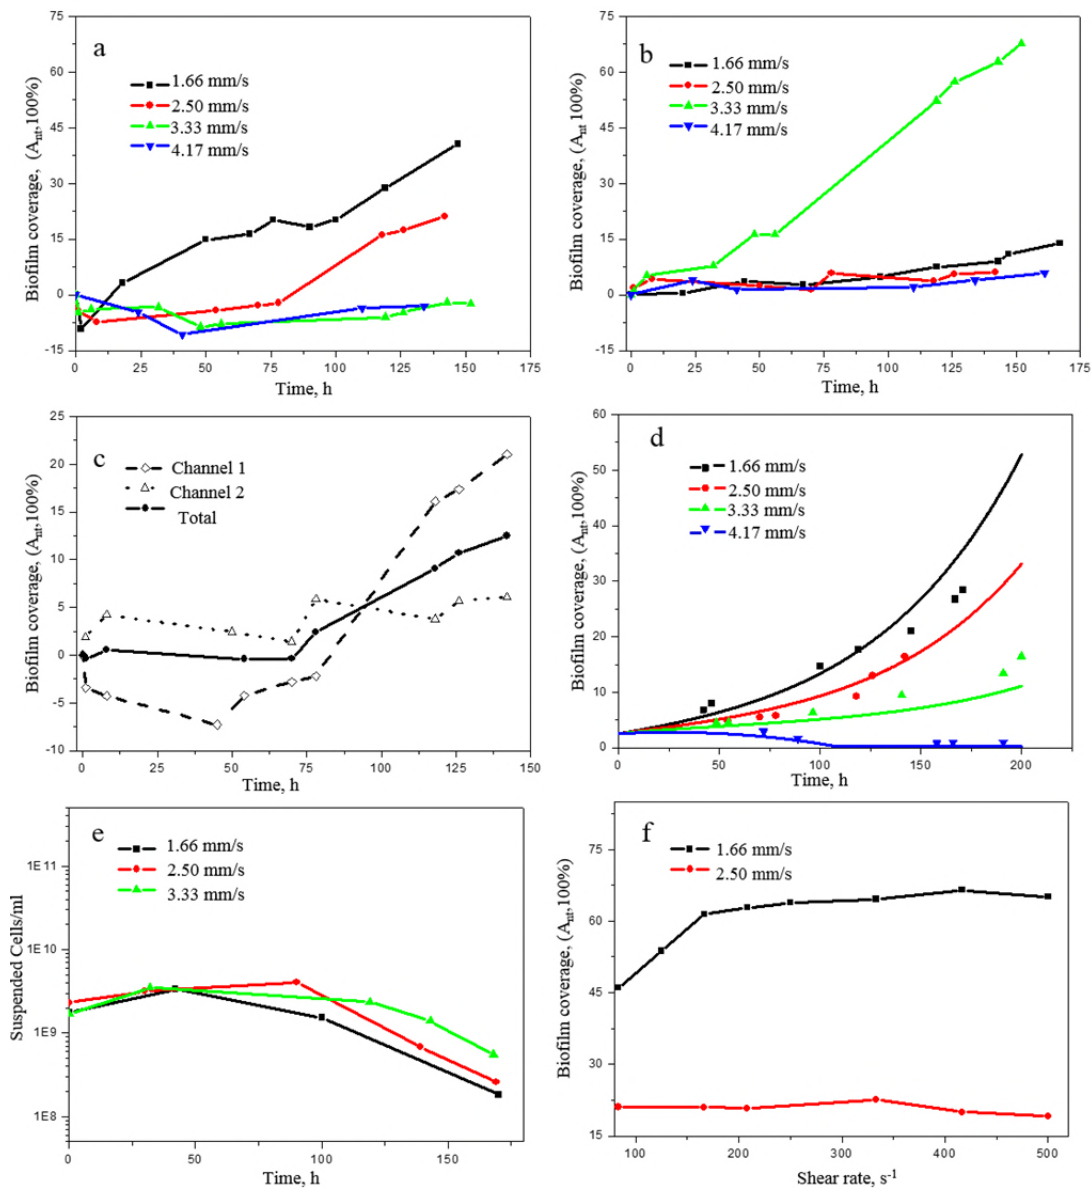 a
1.66 mm/s
2.50 mm/s
3.33 mm/s
4.17 mm/s
Biofilm coverage, (Ant,100%)
75
60
45
30
15
0
-15
0 25 50 75 100 125 150 175
Time, h
b
1.66 mm/s
2.50 mm/s
3.33 mm/s
4.17 mm/s
Biofilm coverage, (Ant 100%)
75
60
45
30
15
0
-15
0 25 50 75 100 125 150 175
Time, h
c
Channel 1
Channel 2
Total
Biofilm coverage, (Ant,100%)
25
20
15
10
5
0
-5
-10
0 25 50 75 100 125 150
Time, h
d
1.66 mm/s
2.50 mm/s
3.33 mm/s
4.17 mm/s
Biofilm coverage, (Ant,100%)
60
50
40
30
20
10
0
0 50 100 150 200
Time, h
e
1.66 mm/s
2.50 mm/s
3.33 mm/s
Suspended Cells/ml
1E11
1E10
1E9
1E8
0 50 100 150
Time, h
f
1.66 mm/s
2.50 mm/s
Biofilm coverage, (Ant,100%)
75
60
45
30
15
100 200 300 400 500
Shear rate, s-1